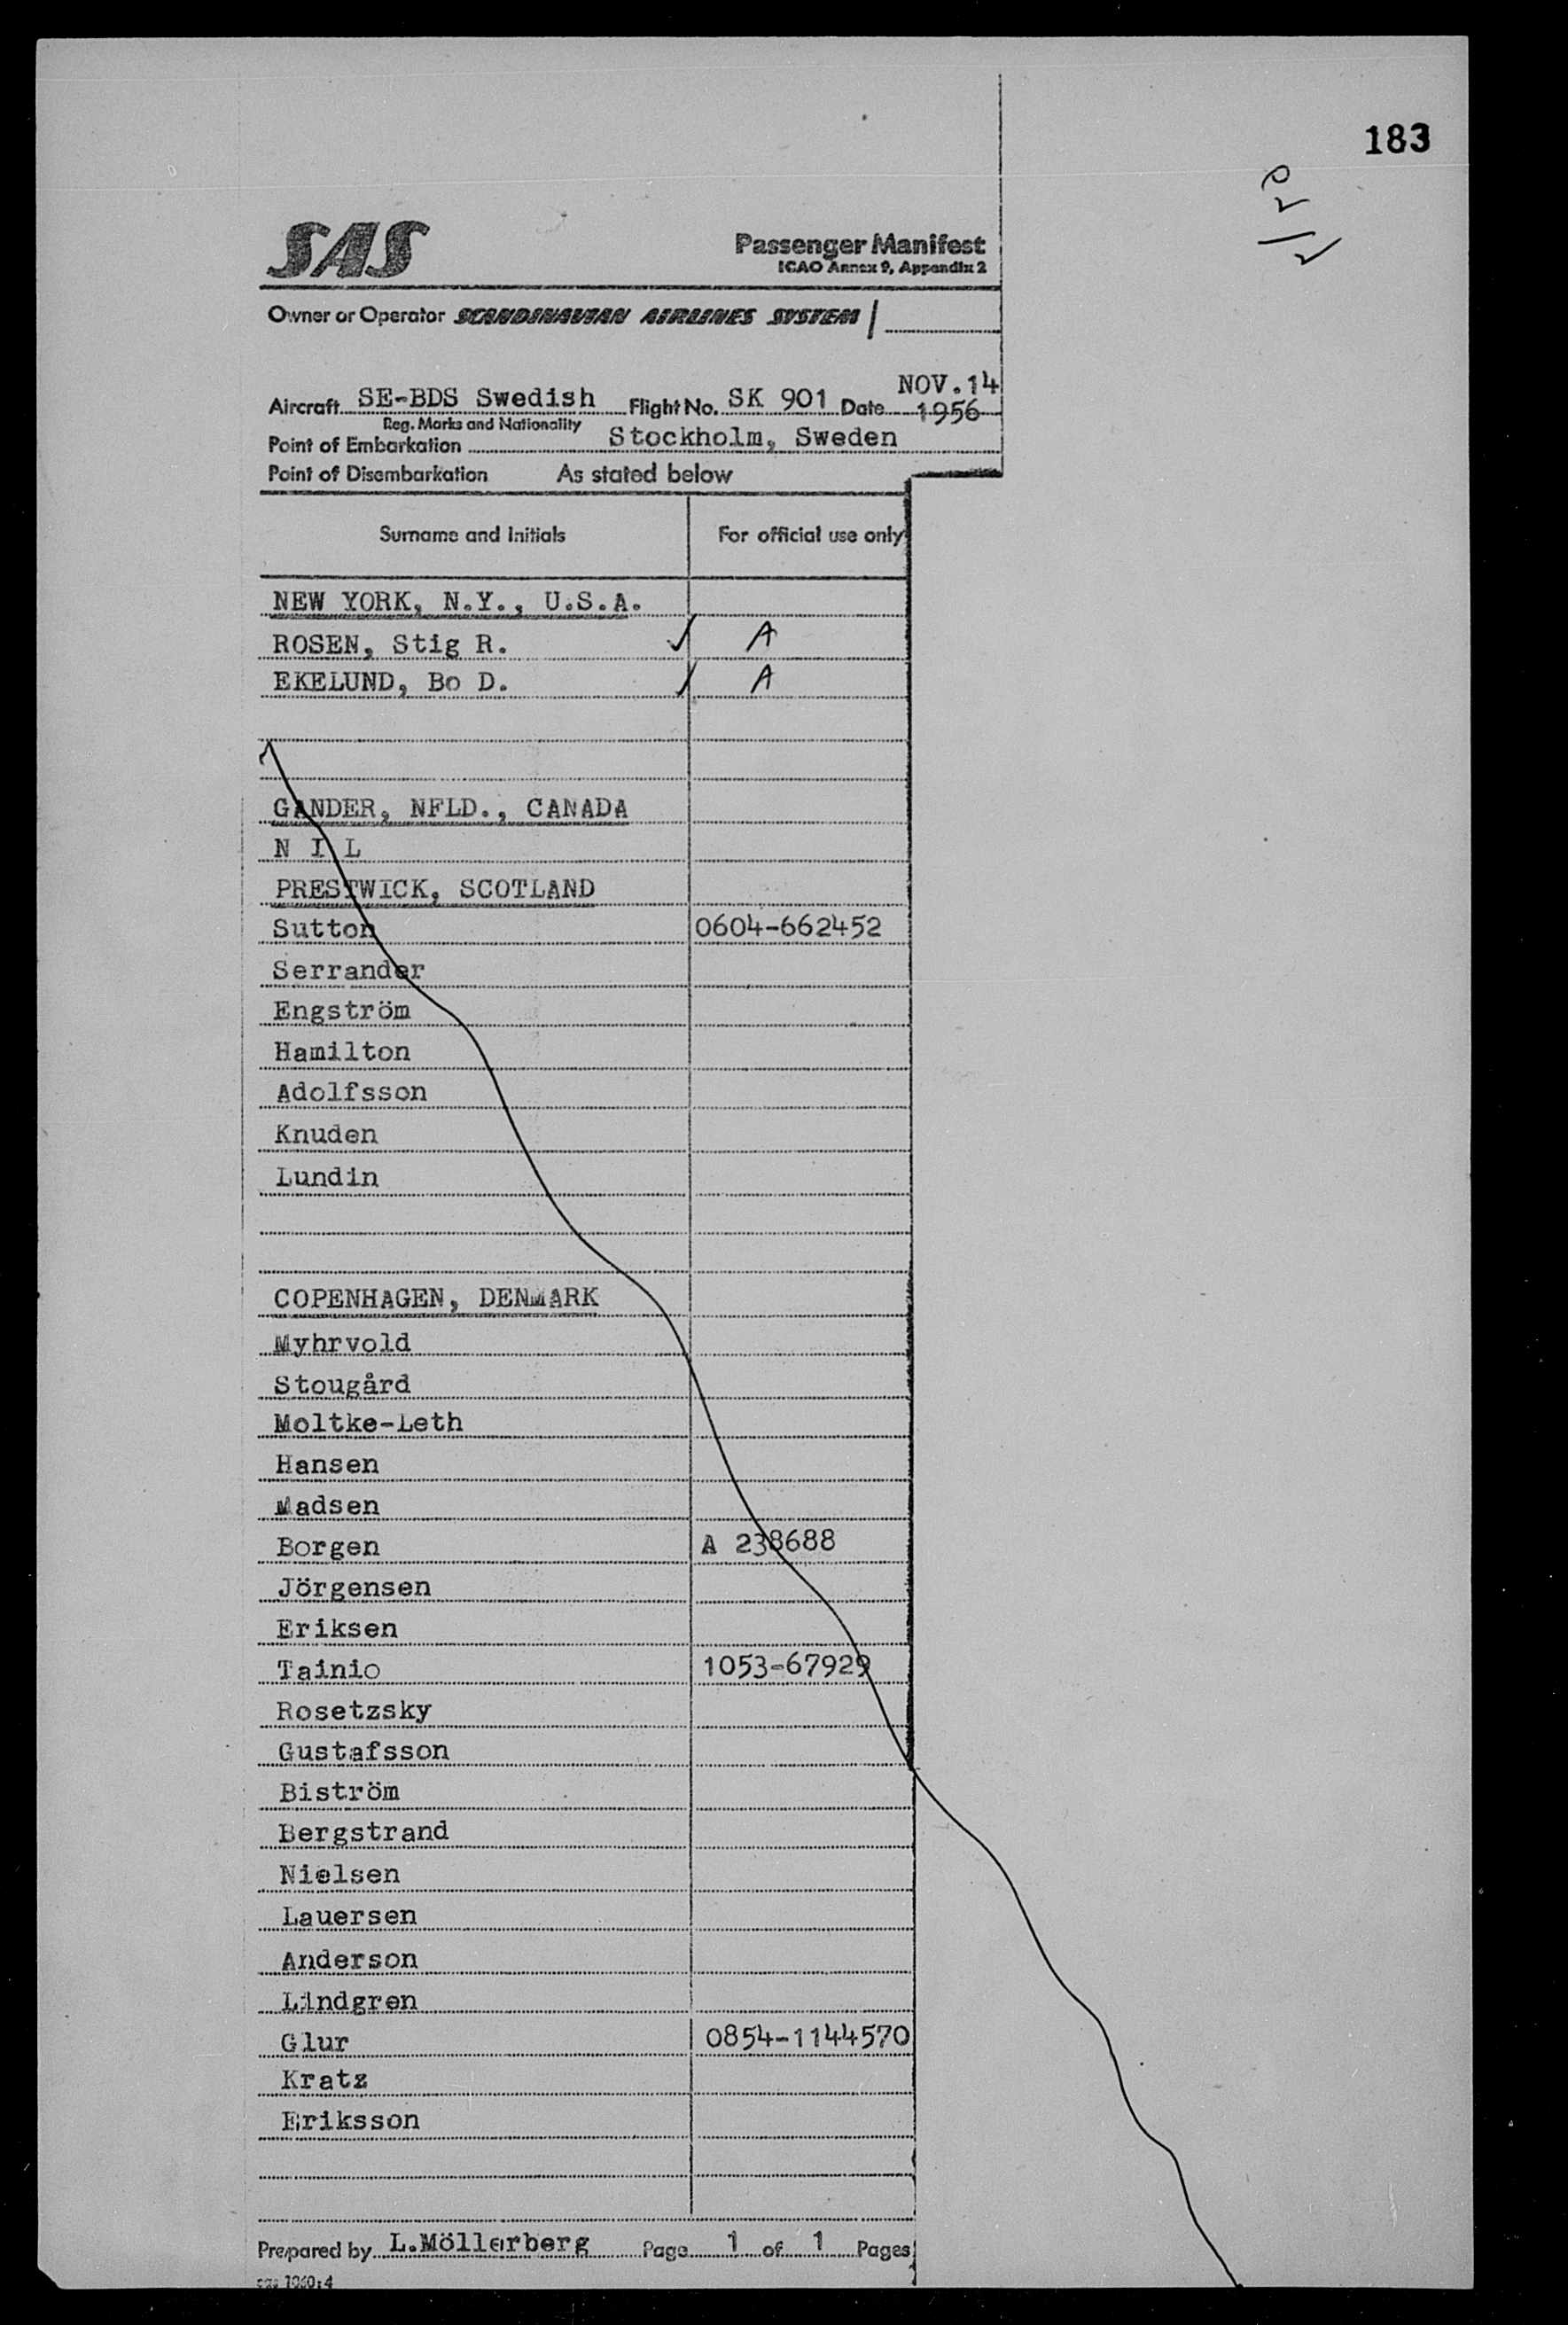 183
SAS
Passenger Manifest
ICAO Annex 9, Appendix 2
Owner or Operator SCANDINAVIAN AIRLINES SYSTEM
NOV.14
Aircraft SE-BDS Swedish Flight No. SK 901 Date 1956
Reg. Marks and Nationality
Point of Embarkation Stockholm, Sweden
Point of Disembarkation As stated below
Surname and Initials For official use only
NEW YORK, N.Y., U.S.A.
ROSEN, Stig R. ✓ A
EKELUND, Bo D. ✓ A
GANDER, NFLD., CANADA
N I L
PRESTWICK, SCOTLAND
Sutton 0604-662452
Serrander
Engström
Hamilton
Adolfsson
Knuden
Lundin
COPENHAGEN, DENMARK
Myhrvold
Stougård
Moltke-Leth
Hansen
Madsen
Borgen A 238688
Jörgensen
Eriksen
Tainio 1053-67929
Rosetzsky
Gustafsson
Biström
Bergstrand
Nielsen
Lauersen
Anderson
Lindgren
Glur 0854-1144570
Kratz
Eriksson
Prepared by L.Möllerberg Page 1 of 1 Pages